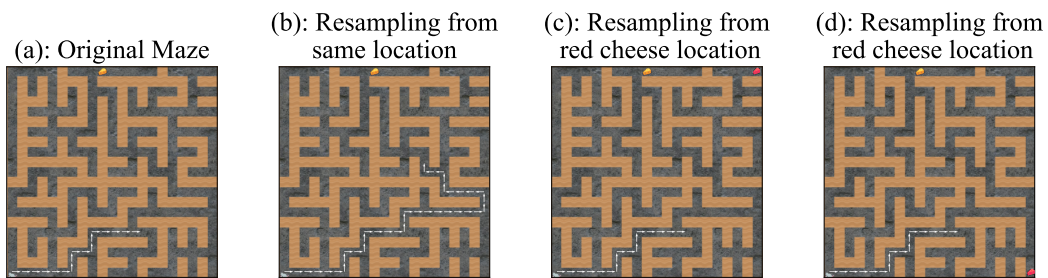 (a): Original Maze
(b): Resampling from
same location
(c): Resampling from
red cheese location
(d): Resampling from
red cheese location